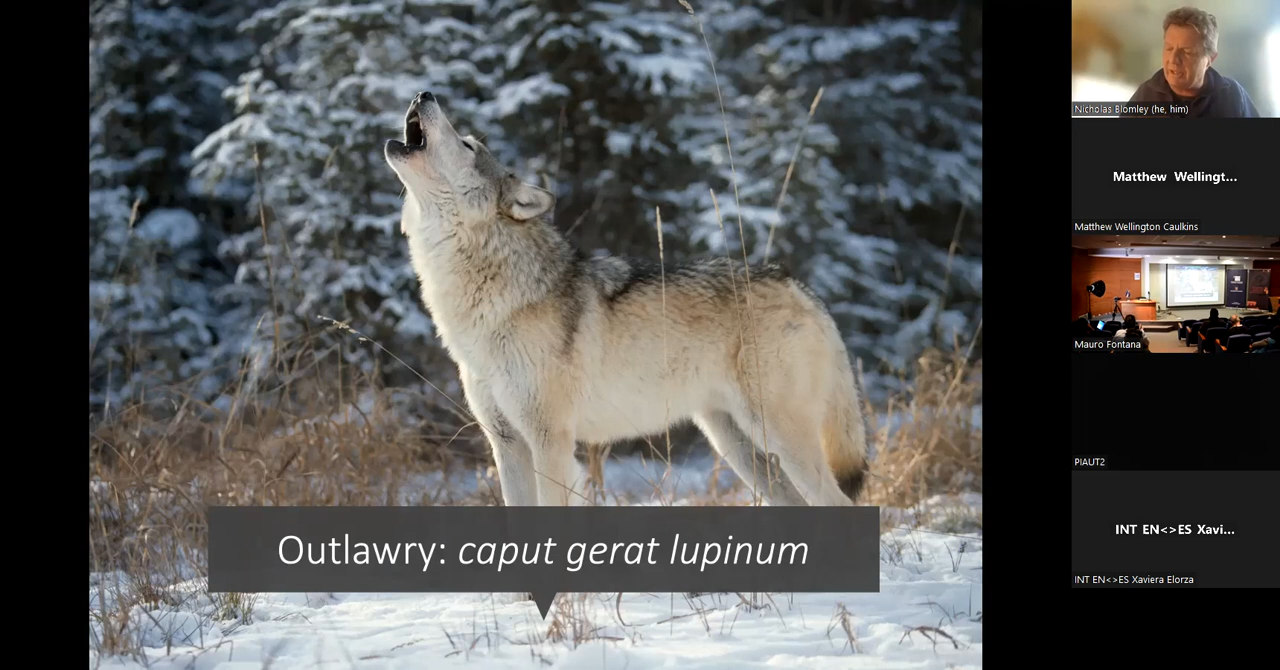 Outlawry: caput gerat lupinum
Nicholas Blomley (he, him)
Matthew Wellingt...
Matthew Wellington Caulkins
Mauro Fontana
PIAUT2
INT EN<>ES Xavi...
INT EN<>ES Xaviera Elorza